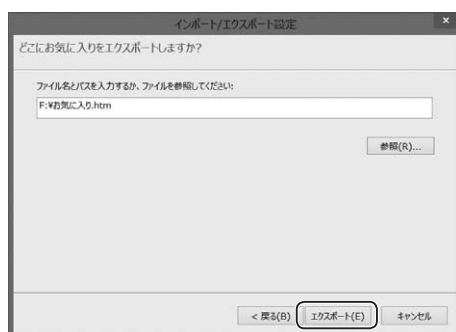 インポート/エクスポート設定
×
どこにお気に入りをエクスポートしますか?
ファイル名とパスを入力するか、ファイルを参照してください:
F:¥お気に入り.htm
参照(R)...
< 戻る(B) エクスポート(E) キャンセル